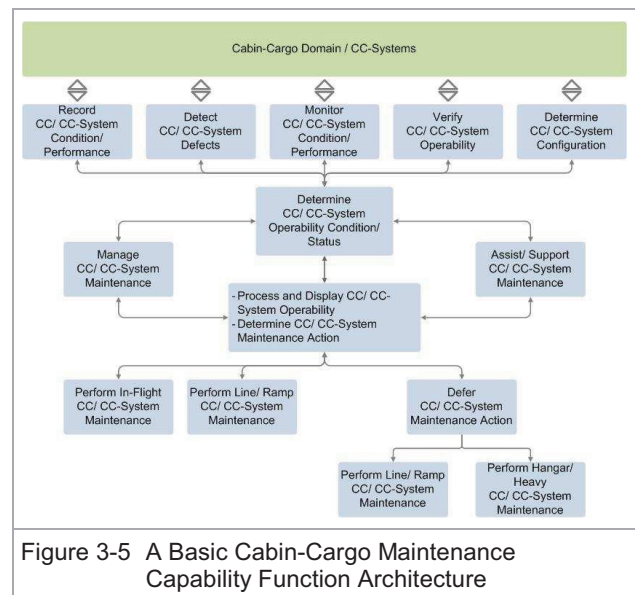 Cabin-Cargo Domain / CC-Systems
Record
CC/ CC-System
Condition/
Performance
Detect
CC/ CC-System
Defects
Monitor
CC/ CC-System
Condition/
Performance
Verify
CC/ CC-System
Operability
Determine
CC/ CC-System
Configuration
Determine
CC/ CC-System
Operability Condition/
Status
Manage
CC/ CC-System
Maintenance
Assist/ Support
CC/ CC-System
Maintenance
- Process and Display CC/ CC-
System Operability
- Determine CC/ CC-System
Maintenance Action
Perform In-Flight
CC/ CC-System
Maintenance
Perform Line/ Ramp
CC/ CC-System
Maintenance
Defer
CC/ CC-System
Maintenance Action
Perform Line/ Ramp
CC/ CC-System
Maintenance
Perform Hangar/
Heavy
CC/ CC-System
Maintenance
Figure 3-5 A Basic Cabin-Cargo Maintenance
Capability Function Architecture